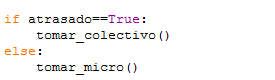 if atrasado==True:
    tomar_colectivo()
else:
    tomar_micro()